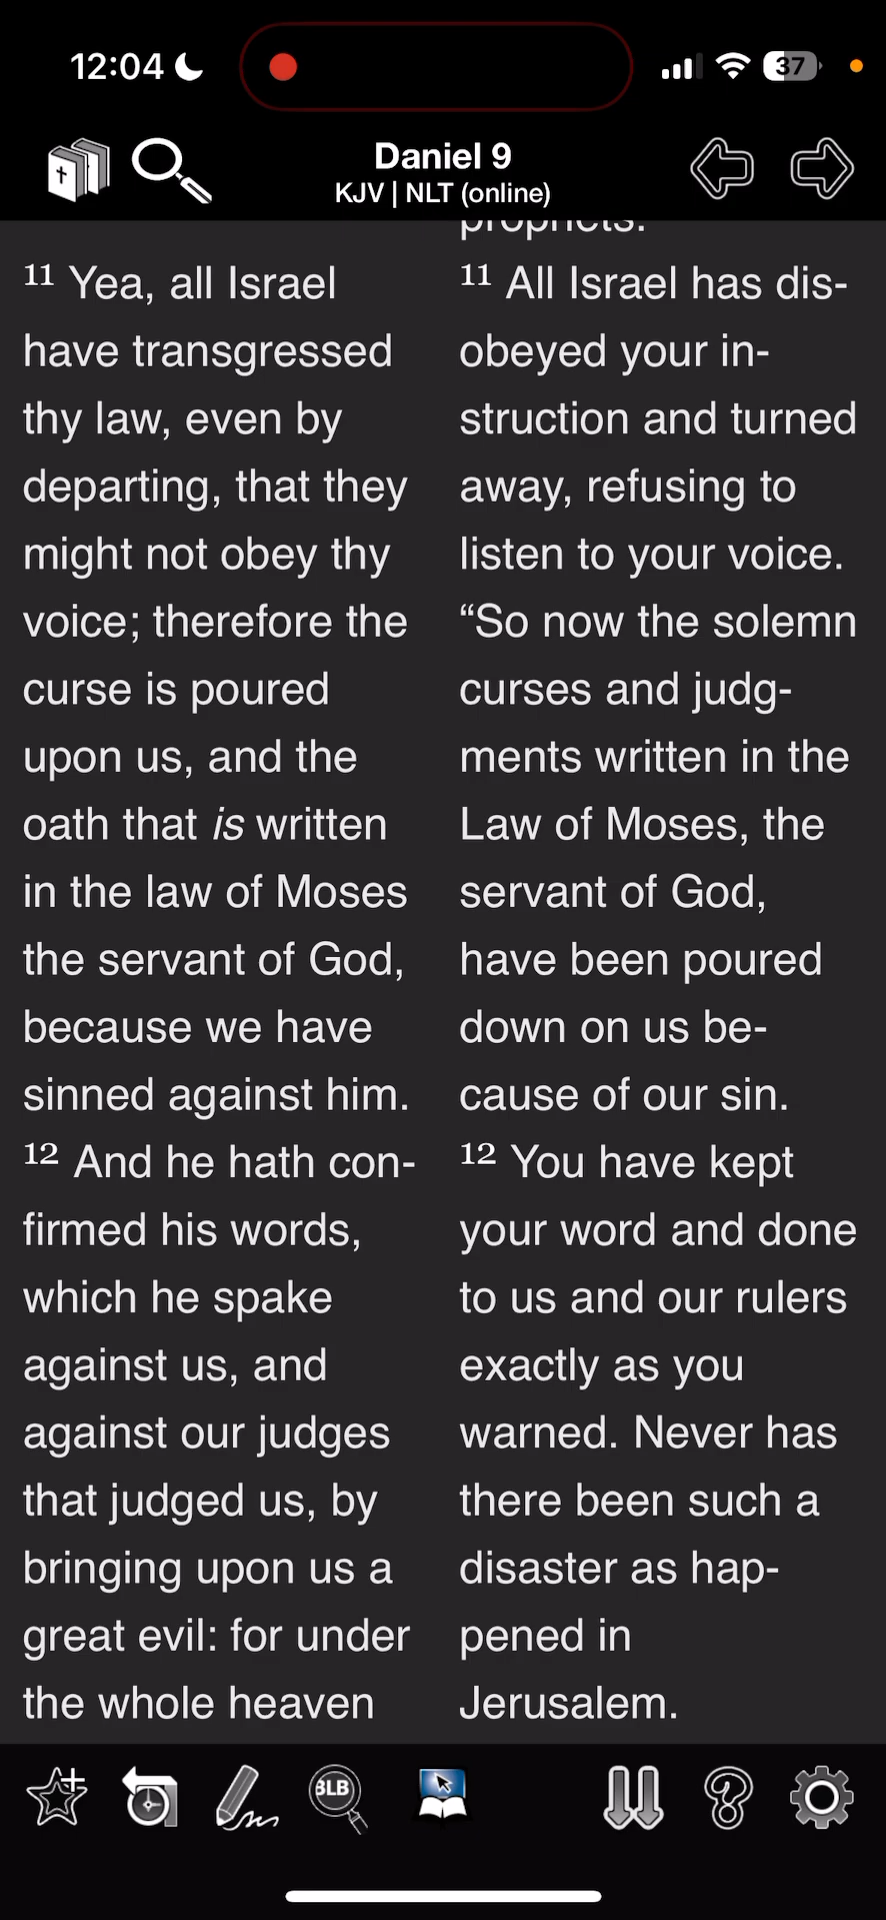 12:04
37
Daniel 9
KJV | NLT (online)
11 Yea, all Israel
have transgressed
thy law, even by
departing, that they
might not obey thy
voice; therefore the
curse is poured
upon us, and the
oath that is written
in the law of Moses
the servant of God,
because we have
sinned against him.
12 And he hath con-
firmed his words,
which he spake
against us, and
against our judges
that judged us, by
bringing upon us a
great evil: for under
the whole heaven
prophets.
11 All Israel has dis-
obeyed your in-
struction and turned
away, refusing to
listen to your voice.
“So now the solemn
curses and judg-
ments written in the
Law of Moses, the
servant of God,
have been poured
down on us be-
cause of our sin.
12 You have kept
your word and done
to us and our rulers
exactly as you
warned. Never has
there been such a
disaster as hap-
pened in
Jerusalem.
BLB